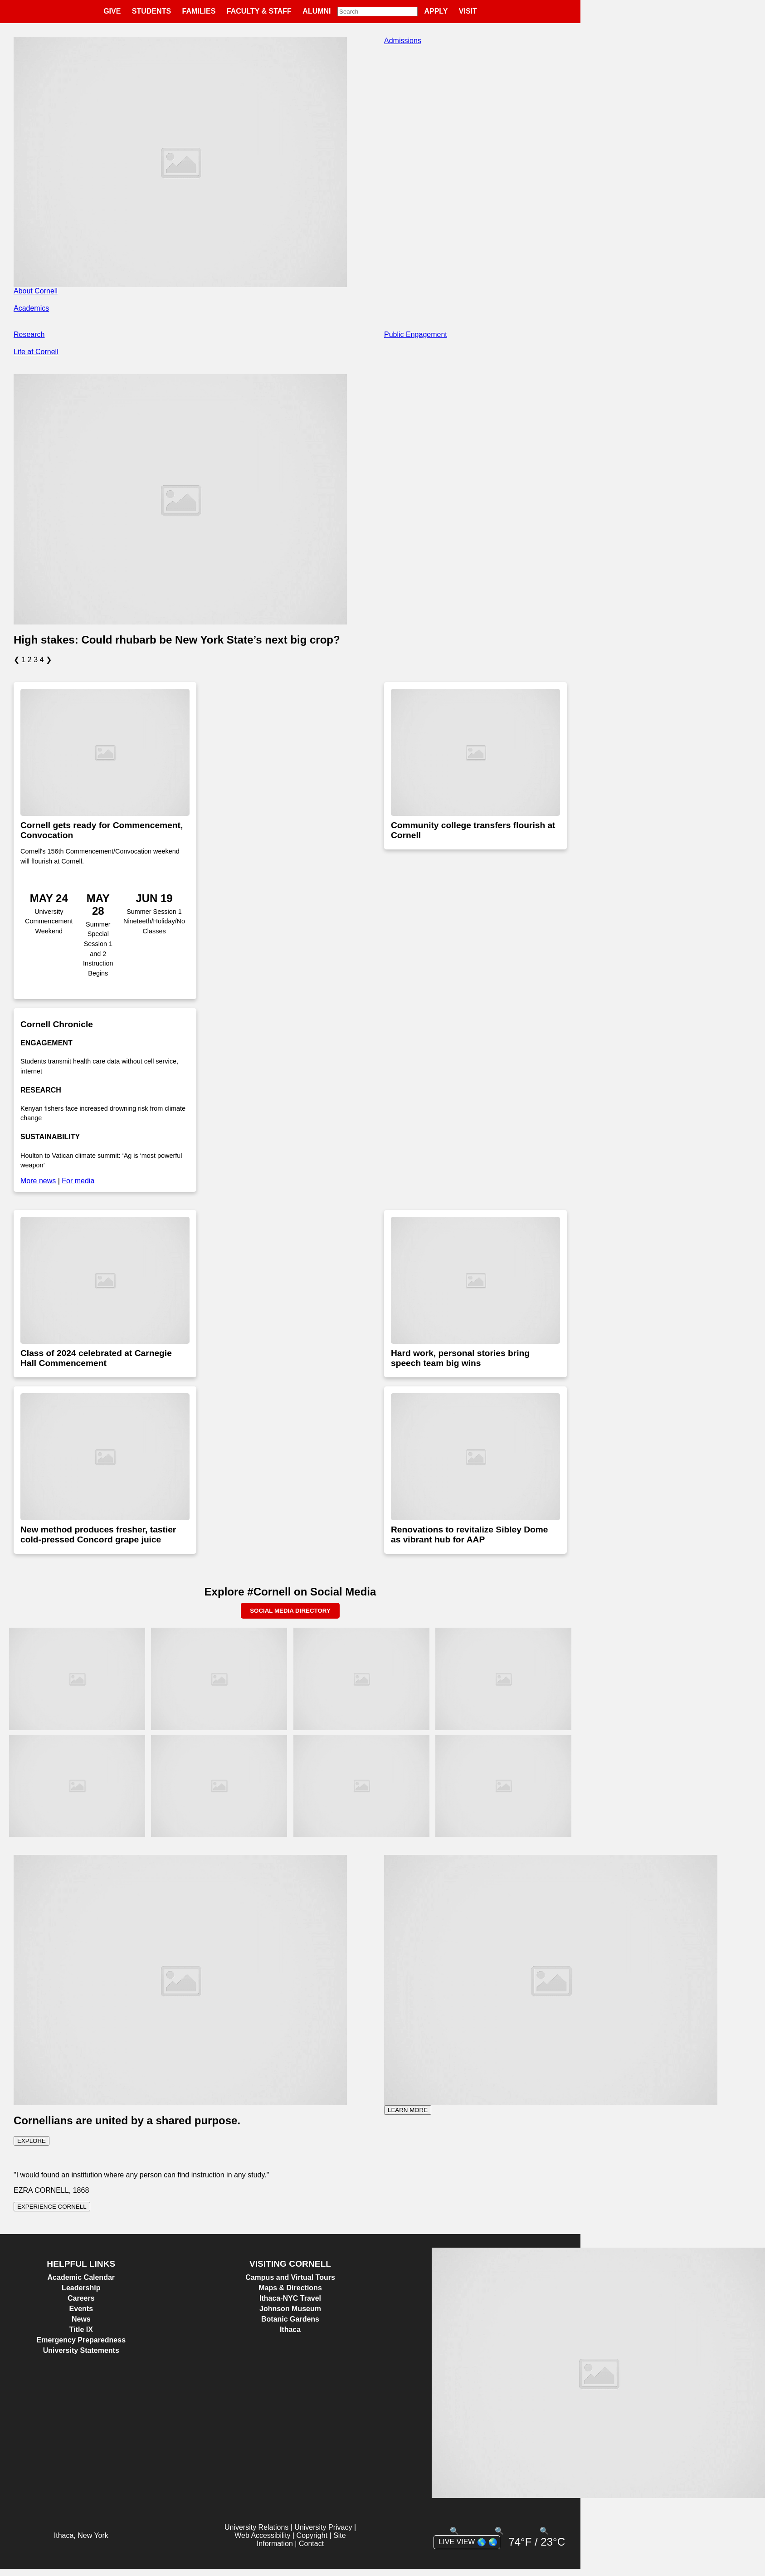 GIVE STUDENTS FAMILIES FACULTY & STAFF ALUMNI Search APPLY VISIT
Admissions
About Cornell
Academics
Research
Public Engagement
Life at Cornell
High stakes: Could rhubarb be New York State’s next big crop?
❮ 1 2 3 4 ❯
Cornell gets ready for Commencement,
Convocation
Cornell's 156th Commencement/Convocation weekend
will flourish at Cornell.
MAY 24
University
Commencement
Weekend
MAY
28
Summer
Special
Session 1
and 2
Instruction
Begins
JUN 19
Summer Session 1
Nineteeth/Holiday/No
Classes
Community college transfers flourish at
Cornell
Cornell Chronicle
ENGAGEMENT
Students transmit health care data without cell service,
internet
RESEARCH
Kenyan fishers face increased drowning risk from climate
change
SUSTAINABILITY
Houlton to Vatican climate summit: ‘Ag is ‘most powerful
weapon’
More news | For media
Class of 2024 celebrated at Carnegie
Hall Commencement
Hard work, personal stories bring
speech team big wins
New method produces fresher, tastier
cold-pressed Concord grape juice
Renovations to revitalize Sibley Dome
as vibrant hub for AAP
Explore #Cornell on Social Media
SOCIAL MEDIA DIRECTORY
Cornellians are united by a shared purpose.
EXPLORE
LEARN MORE
"I would found an institution where any person can find instruction in any study."
EZRA CORNELL, 1868
EXPERIENCE CORNELL
HELPFUL LINKS
Academic Calendar
Leadership
Careers
Events
News
Title IX
Emergency Preparedness
University Statements
VISITING CORNELL
Campus and Virtual Tours
Maps & Directions
Ithaca-NYC Travel
Johnson Museum
Botanic Gardens
Ithaca
Ithaca, New York
University Relations | University Privacy |
Web Accessibility | Copyright | Site
Information | Contact
LIVE VIEW 🌎 🌏 74°F / 23°C